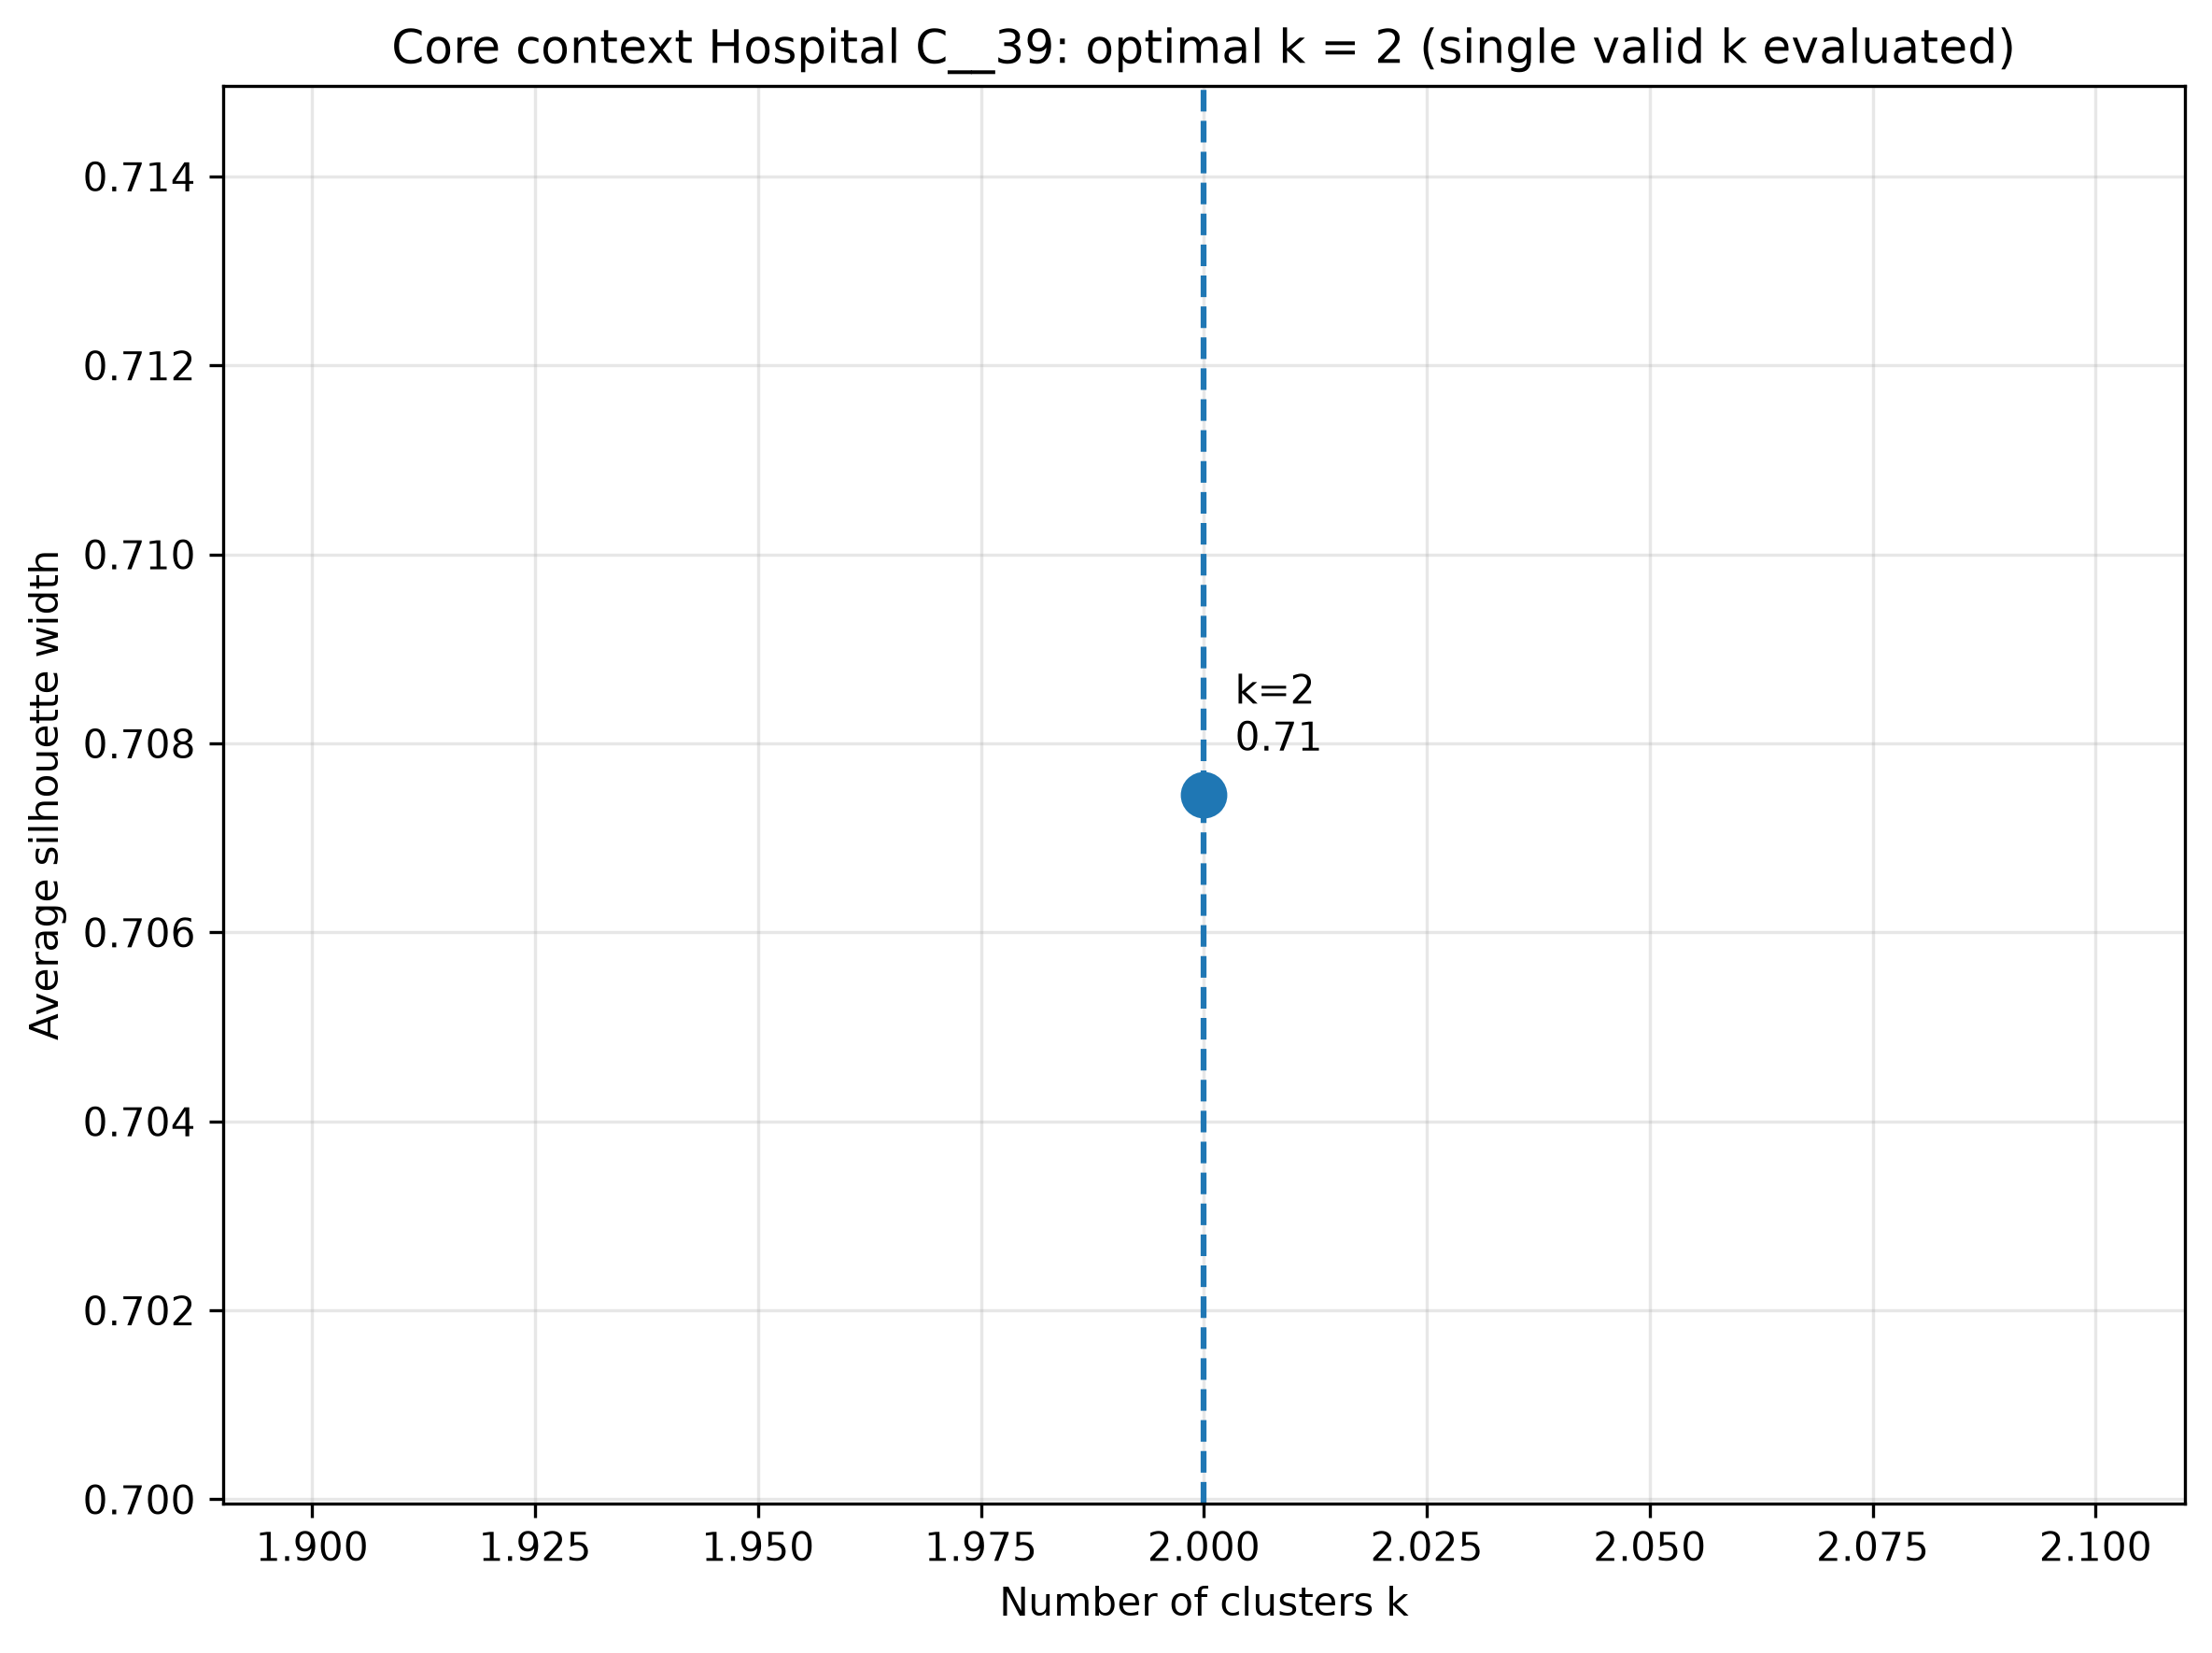 Core context Hospital C__39: optimal k = 2 (single valid k evaluated)
0.714
0.712
0.710
0.708
0.706
0.704
0.702
0.700
Average silhouette width
k=2
0.71
1.900 1.925 1.950 1.975 2.000 2.025 2.050 2.075 2.100
Number of clusters k